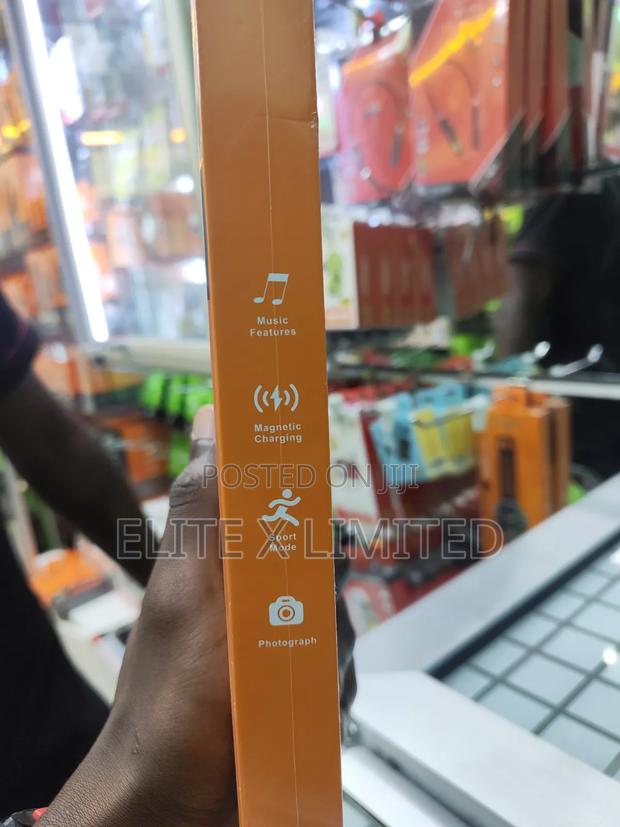 Music
Features
Magnetic
Charging
POSTED ON JIJI
ELITE X LIMITED
Sport
Mode
Photograph